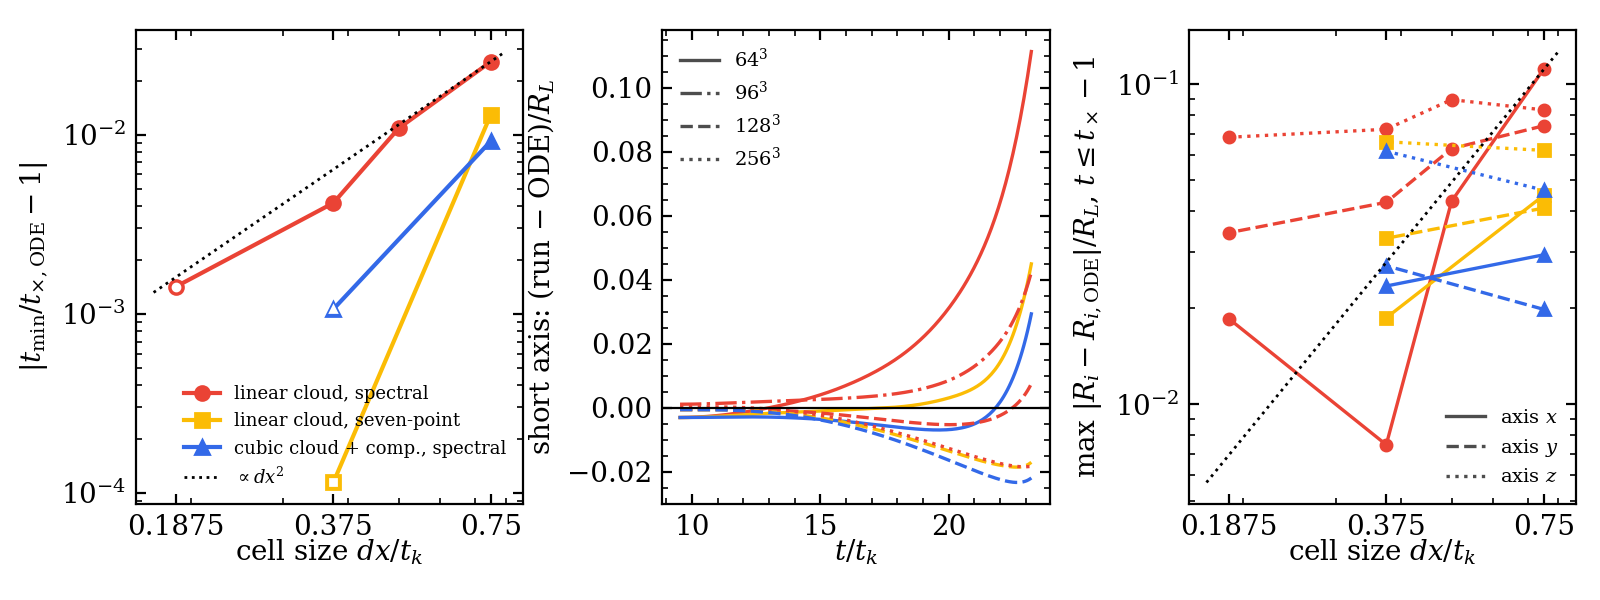 |t_min/t_×, ODE − 1|
10^−2
10^−3
10^−4
linear cloud, spectral
linear cloud, seven-point
cubic cloud + comp., spectral
∝ dx^2
0.1875
0.375
0.75
cell size dx/t_k
short axis: (run − ODE)/R_L
0.10
0.08
0.06
0.04
0.02
0.00
−0.02
64^3
96^3
128^3
256^3
10
15
20
t/t_k
max |R_i − R_i, ODE|/R_L, t ≤ t_× − 1
10^−1
10^−2
axis x
axis y
axis z
0.1875
0.375
0.75
cell size dx/t_k